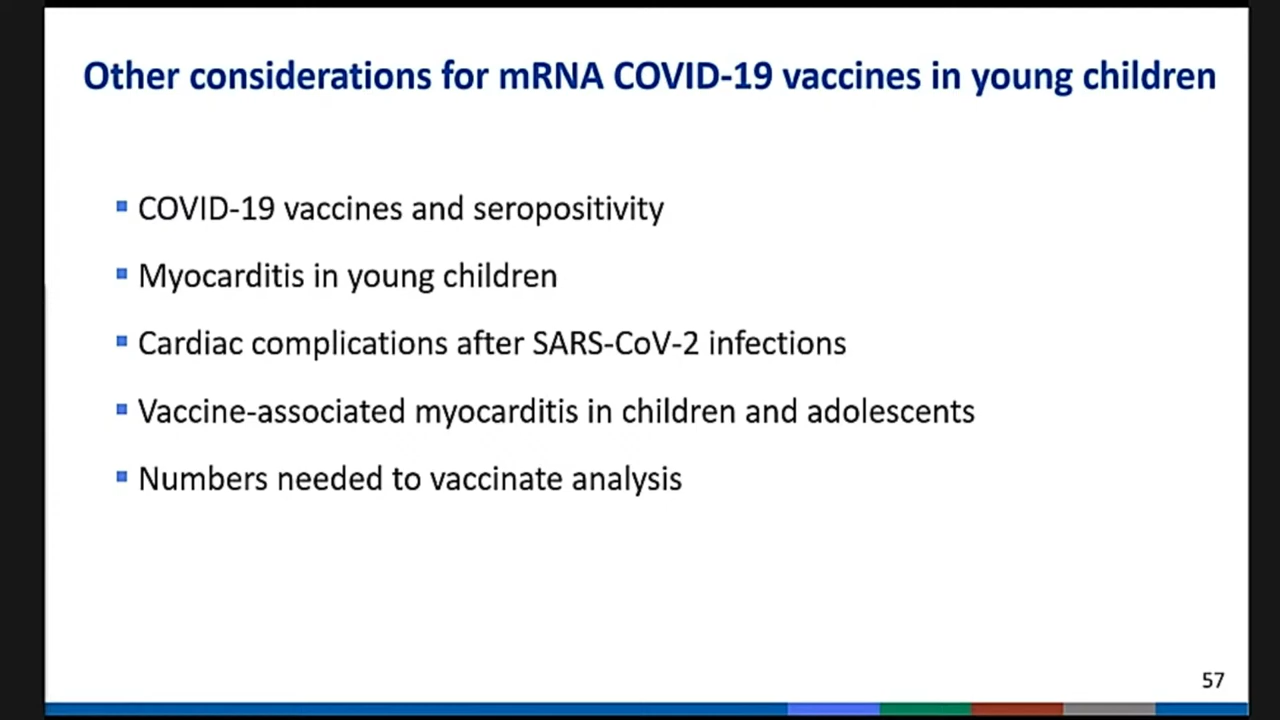 Other considerations for mRNA COVID-19 vaccines in young children
COVID-19 vaccines and seropositivity
Myocarditis in young children
Cardiac complications after SARS-CoV-2 infections
Vaccine-associated myocarditis in children and adolescents
Numbers needed to vaccinate analysis
57